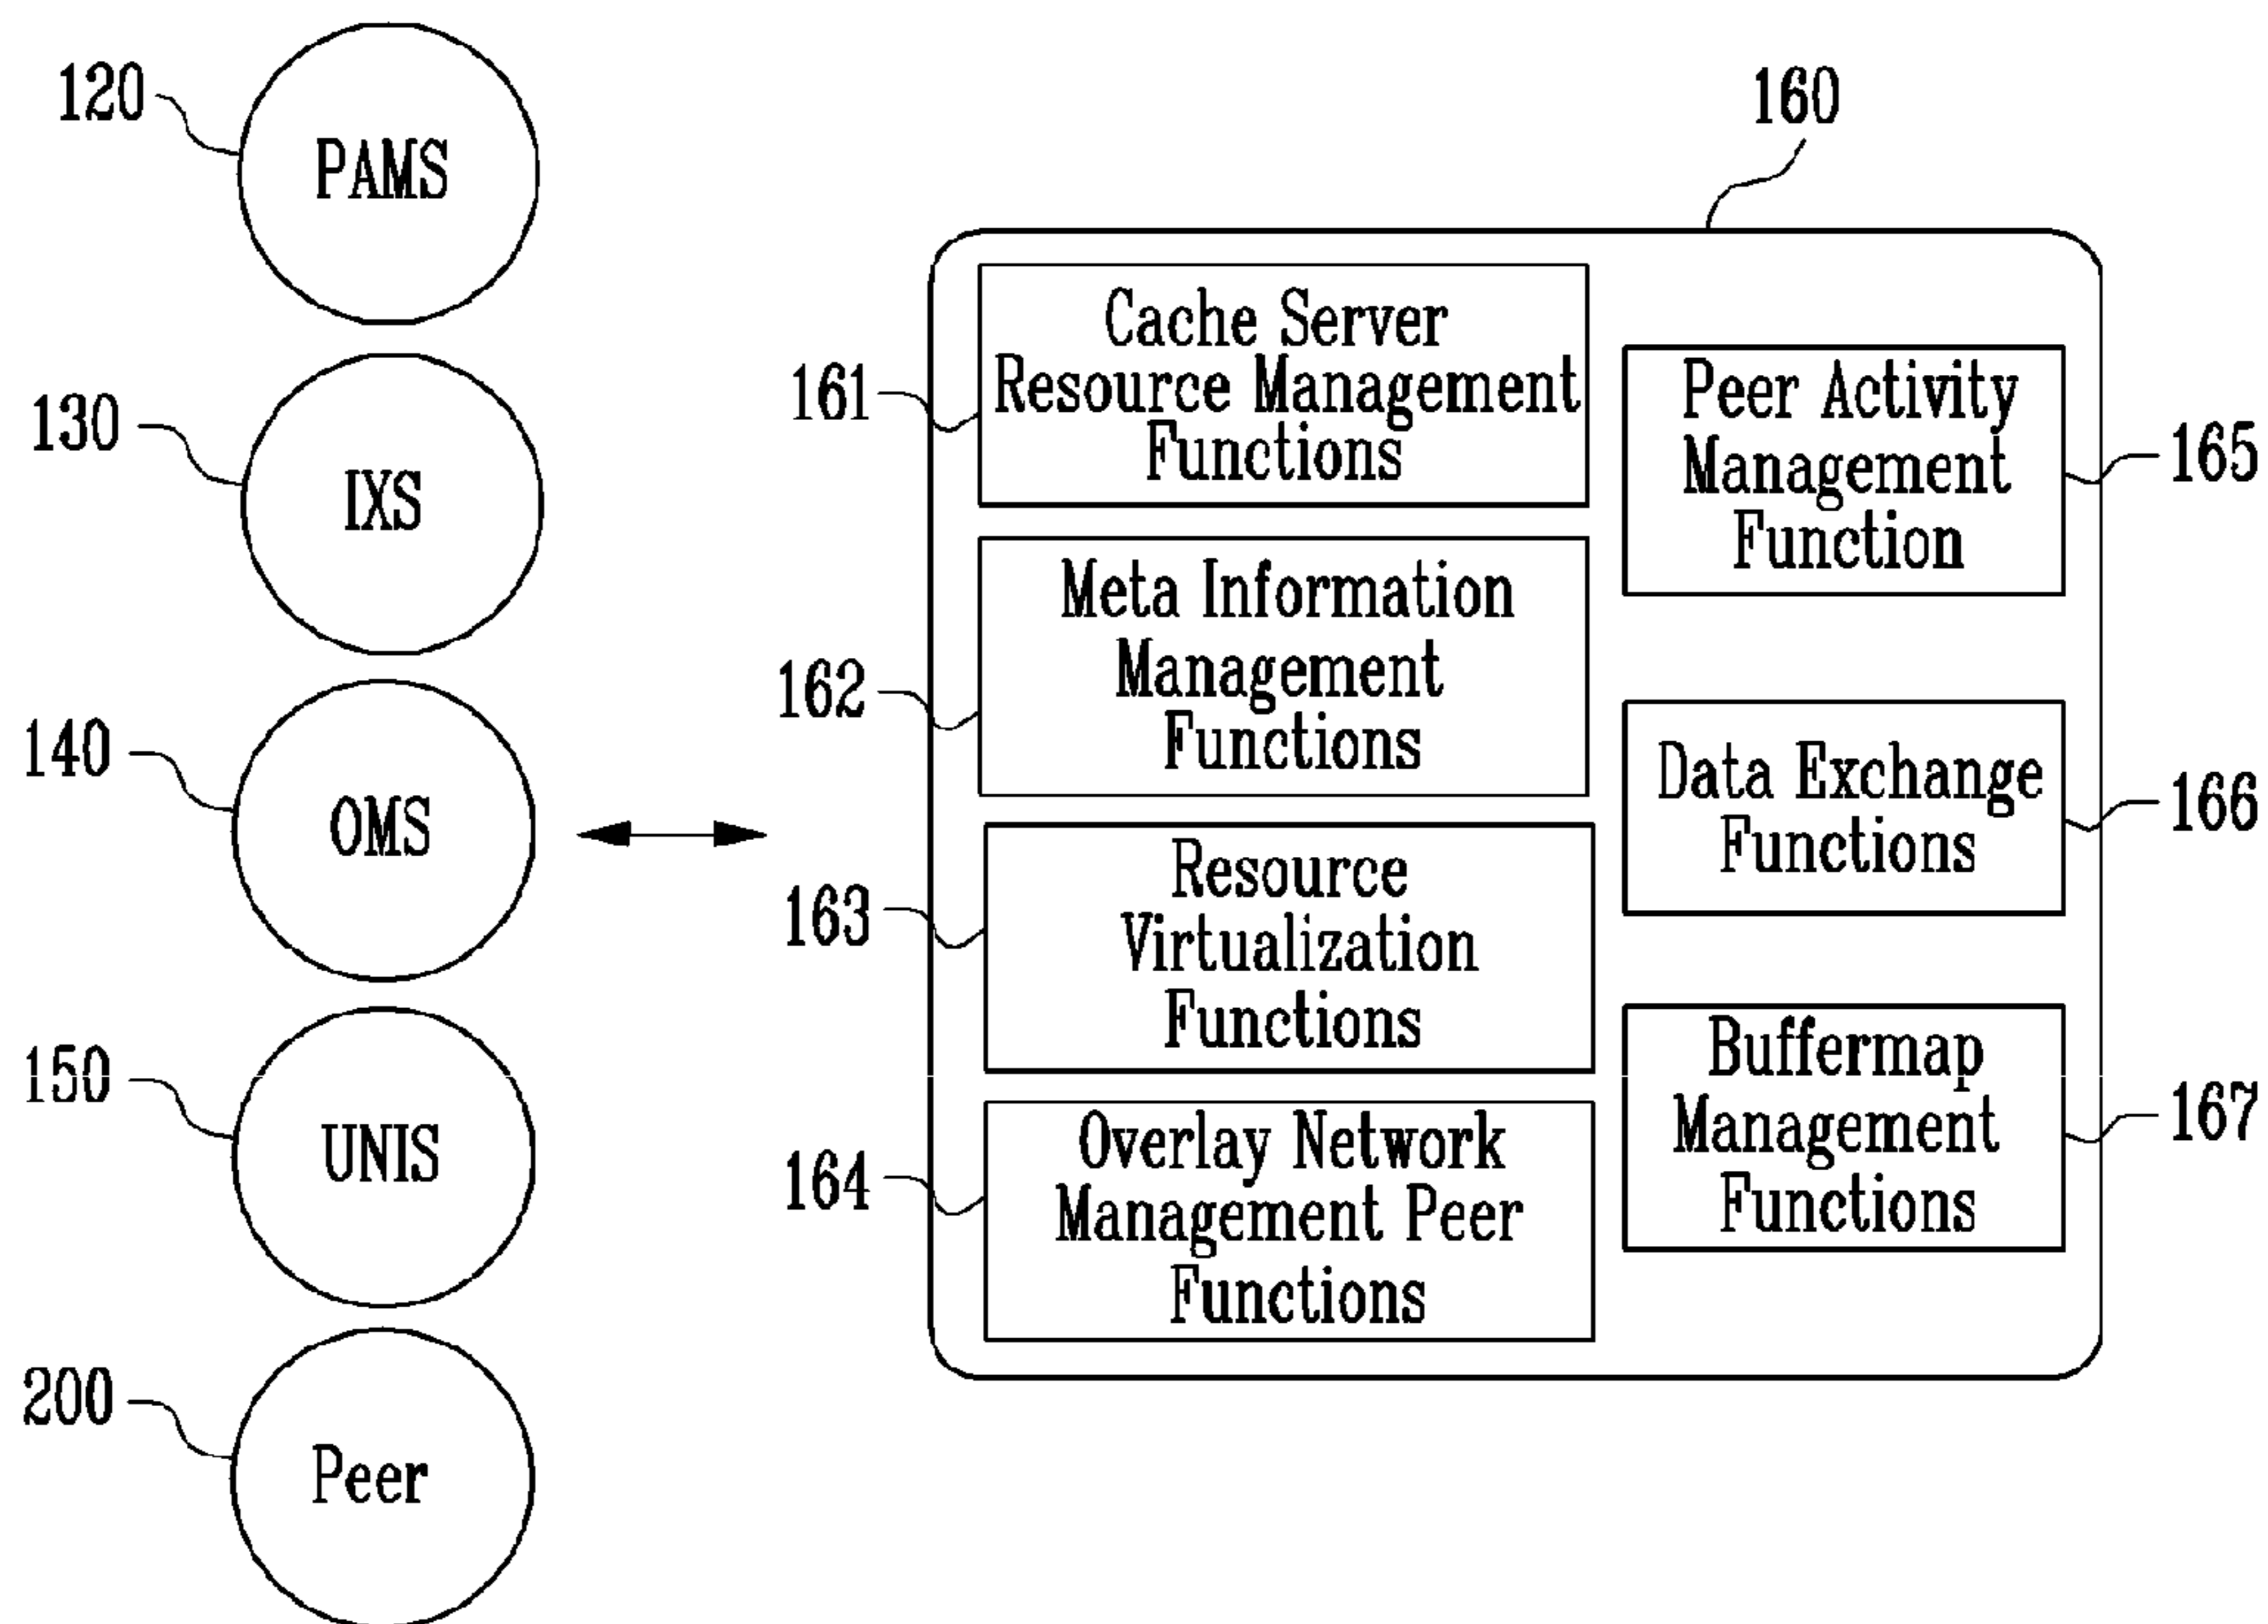 120
PAMS
130
IXS
140
OMS
150
UNIS
200
Peer
160
161
Cache Server
Resource Management
Functions
162
Meta Information
Management
Functions
163
Resource
Virtualization
Functions
164
Overlay Network
Management Peer
Functions
Peer Activity
Management
Function
165
Data Exchange
Functions
166
Buffermap
Management
Functions
167